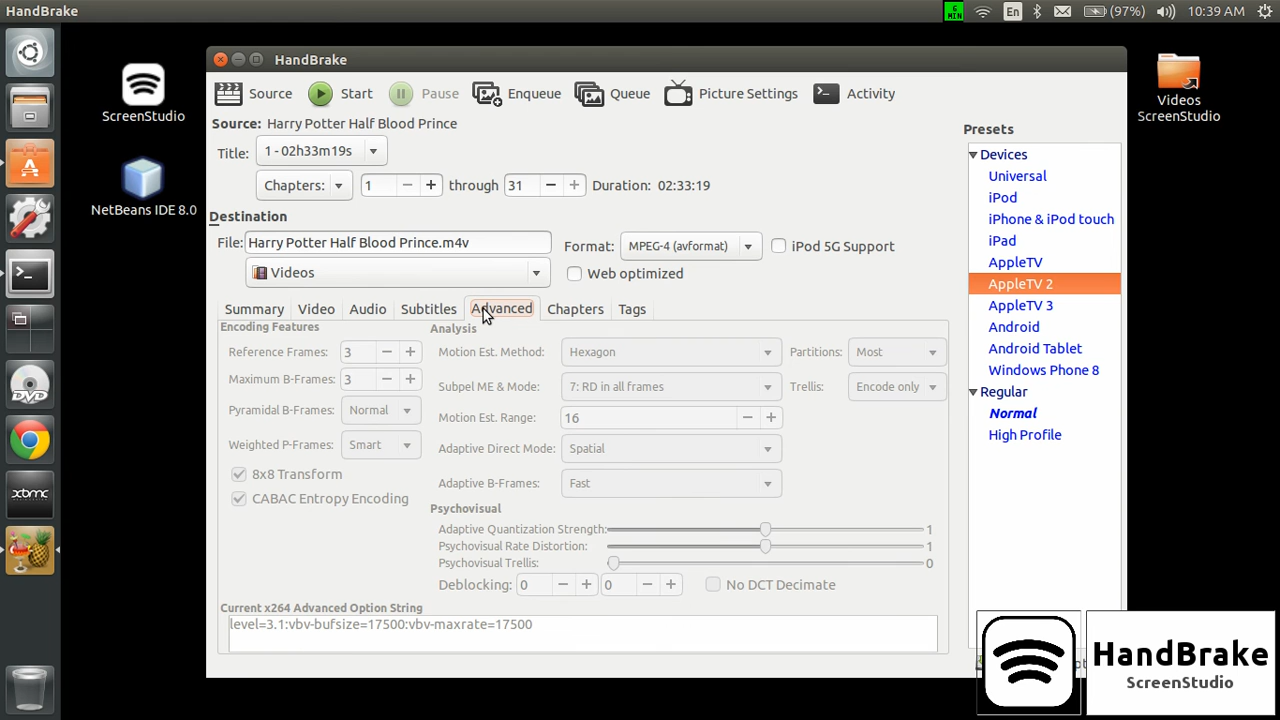 HandBrake
6 MIN
En
(97%)
10:39 AM
HandBrake
ScreenStudio
NetBeans IDE 8.0
Videos
ScreenStudio
Source
Start
Pause
Enqueue
Queue
Picture Settings
Activity
Source: Harry Potter Half Blood Prince
Title: 1 - 02h33m19s
Chapters: 1 through 31 Duration: 02:33:19
Destination
File: Harry Potter Half Blood Prince.m4v
Format: MPEG-4 (avformat)
iPod 5G Support
Videos
Web optimized
Summary Video Audio Subtitles Advanced Chapters Tags
Encoding Features
Reference Frames: 3
Maximum B-Frames: 3
Pyramidal B-Frames: Normal
Weighted P-Frames: Smart
8x8 Transform
CABAC Entropy Encoding
Analysis
Motion Est. Method: Hexagon
Partitions: Most
Subpel ME & Mode: 7: RD in all frames
Trellis: Encode only
Motion Est. Range: 16
Adaptive Direct Mode: Spatial
Adaptive B-Frames: Fast
Psychovisual
Adaptive Quantization Strength: 1
Psychovisual Rate Distortion: 1
Psychovisual Trellis: 0
Deblocking: 0 0
No DCT Decimate
Current x264 Advanced Option String
level=3.1:vbv-bufsize=17500:vbv-maxrate=17500
Presets
Devices
Universal
iPod
iPhone & iPod touch
iPad
AppleTV
AppleTV 2
AppleTV 3
Android
Android Tablet
Windows Phone 8
Regular
Normal
High Profile
DVD
xbmc
HandBrake
ScreenStudio